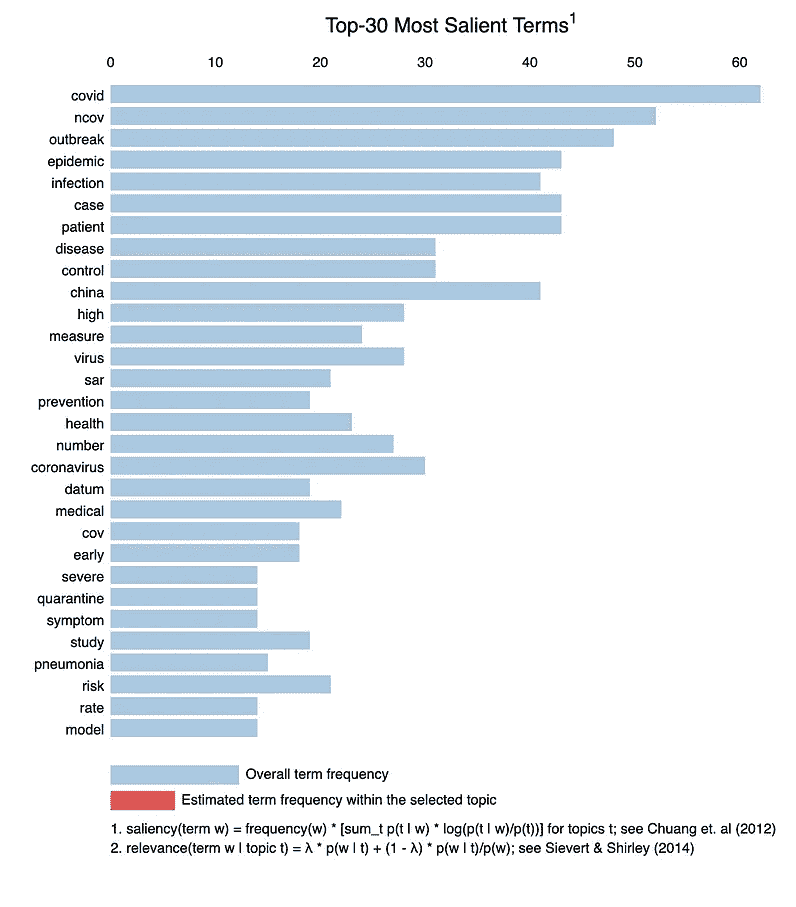 Top-30 Most Salient Terms1
0 10 20 30 40 50 60
covid
ncov
outbreak
epidemic
infection
case
patient
disease
control
china
high
measure
virus
sar
prevention
health
number
coronavirus
datum
medical
cov
early
severe
quarantine
symptom
study
pneumonia
risk
rate
model
Overall term frequency
Estimated term frequency within the selected topic
1. saliency(term w) = frequency(w) * [sum_t p(t | w) * log(p(t | w)/p(t))] for topics t; see Chuang et. al (2012)
2. relevance(term w | topic t) = λ * p(w | t) + (1 - λ) * p(w | t)/p(w); see Sievert & Shirley (2014)